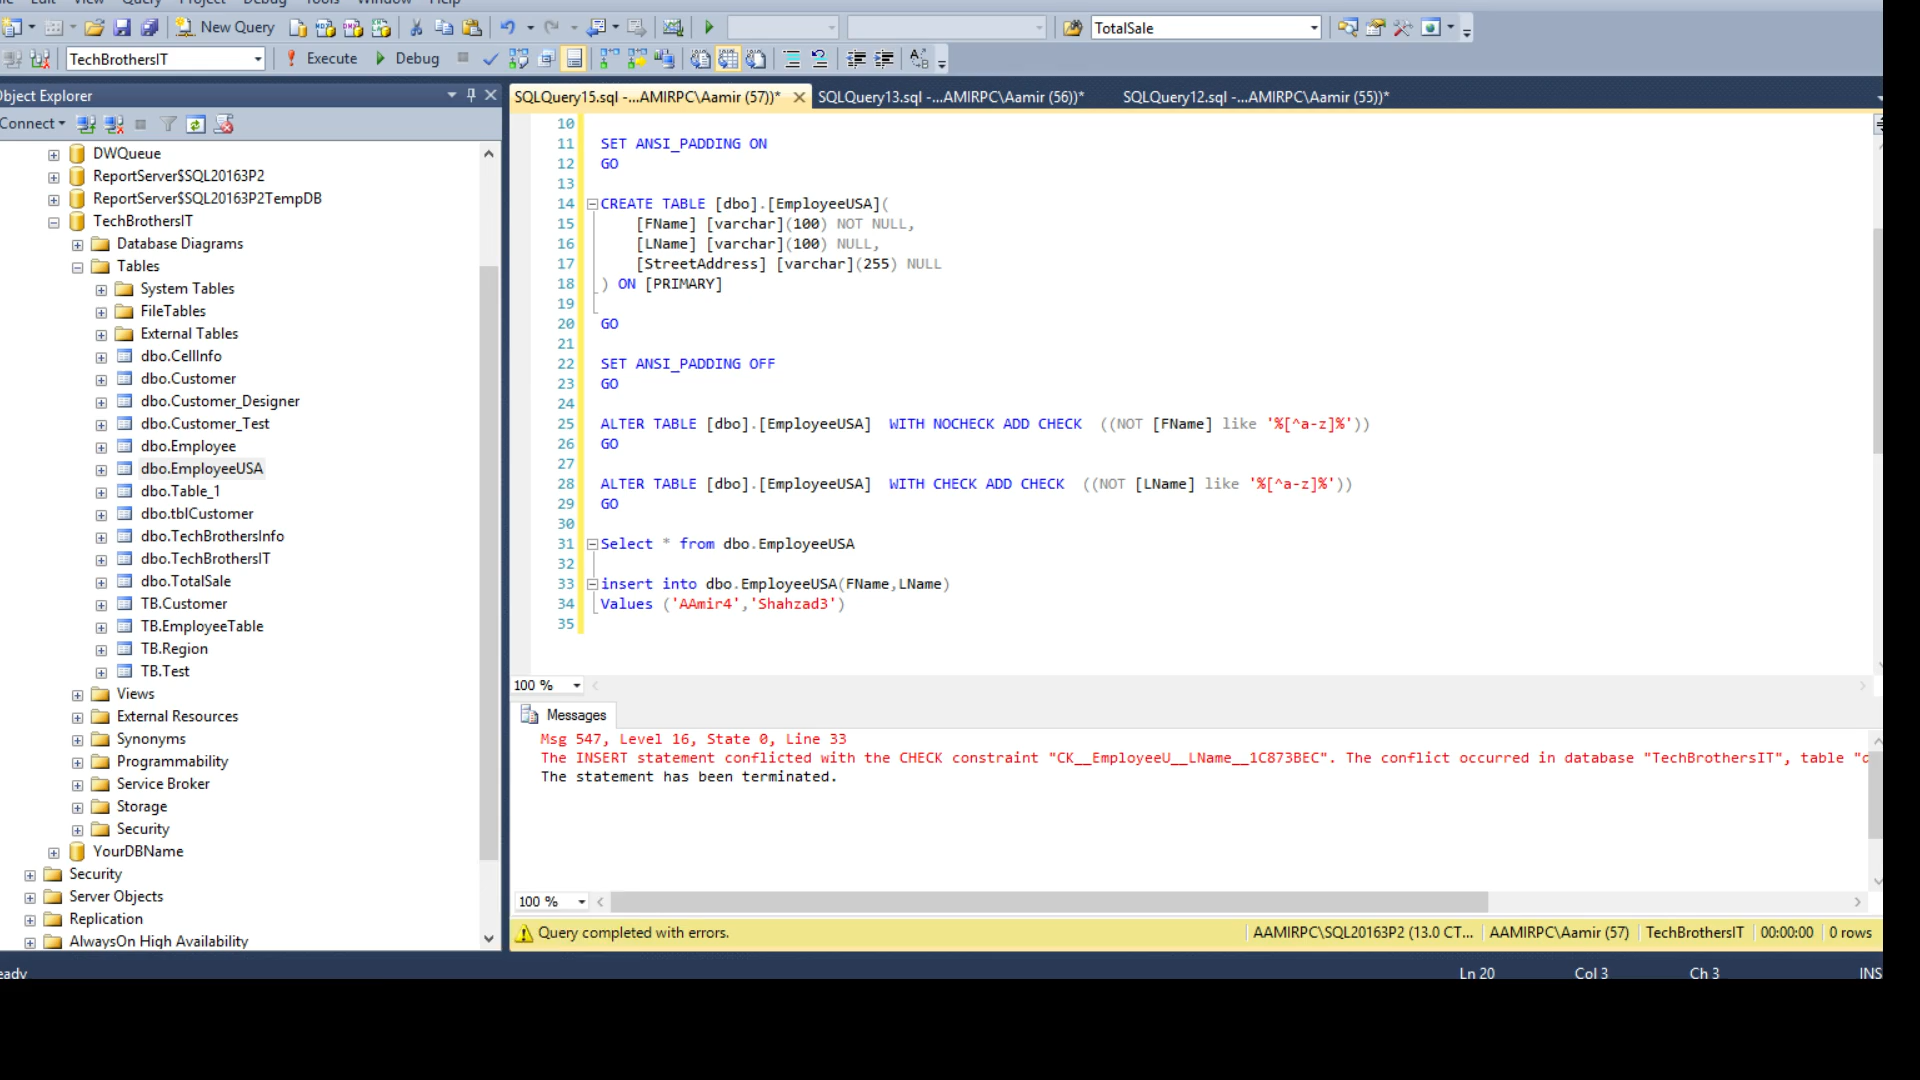 Edit View Query Project Debug Tools Window Help
New Query
TotalSale
TechBrothersIT
Execute
Debug
Object Explorer
Connect
DWQueue
ReportServer$SQL20163P2
ReportServer$SQL20163P2TempDB
TechBrothersIT
Database Diagrams
Tables
System Tables
FileTables
External Tables
dbo.CellInfo
dbo.Customer
dbo.Customer_Designer
dbo.Customer_Test
dbo.Employee
dbo.EmployeeUSA
dbo.Table_1
dbo.tblCustomer
dbo.TechBrothersInfo
dbo.TechBrothersIT
dbo.TotalSale
TB.Customer
TB.EmployeeTable
TB.Region
TB.Test
Views
External Resources
Synonyms
Programmability
Service Broker
Storage
Security
YourDBName
Security
Server Objects
Replication
AlwaysOn High Availability
SQLQuery15.sql -...AMIRPC\Aamir (57))*
SQLQuery13.sql -...AMIRPC\Aamir (56))*
SQLQuery12.sql -...AMIRPC\Aamir (55))*
10
11 SET ANSI_PADDING ON
12 GO
13
14 CREATE TABLE [dbo].[EmployeeUSA](
15 [FName] [varchar](100) NOT NULL,
16 [LName] [varchar](100) NULL,
17 [StreetAddress] [varchar](255) NULL
18 ) ON [PRIMARY]
19
20 GO
21
22 SET ANSI_PADDING OFF
23 GO
24
25 ALTER TABLE [dbo].[EmployeeUSA]  WITH NOCHECK ADD CHECK  ((NOT [FName] like '%[^a-z]%'))
26 GO
27
28 ALTER TABLE [dbo].[EmployeeUSA]  WITH CHECK ADD CHECK  ((NOT [LName] like '%[^a-z]%'))
29 GO
30
31 Select * from dbo.EmployeeUSA
32
33 insert into dbo.EmployeeUSA(FName,LName)
34 Values ('AAmir4','Shahzad3')
35
100 %
Messages
Msg 547, Level 16, State 0, Line 33
The INSERT statement conflicted with the CHECK constraint "CK__EmployeeU__LName__1C873BEC". The conflict occurred in database "TechBrothersIT", table "d
The statement has been terminated.
100 %
Query completed with errors.
AAMIRPC\SQL20163P2 (13.0 CT...
AAMIRPC\Aamir (57)
TechBrothersIT
00:00:00
0 rows
eady
Ln 20
Col 3
Ch 3
INS